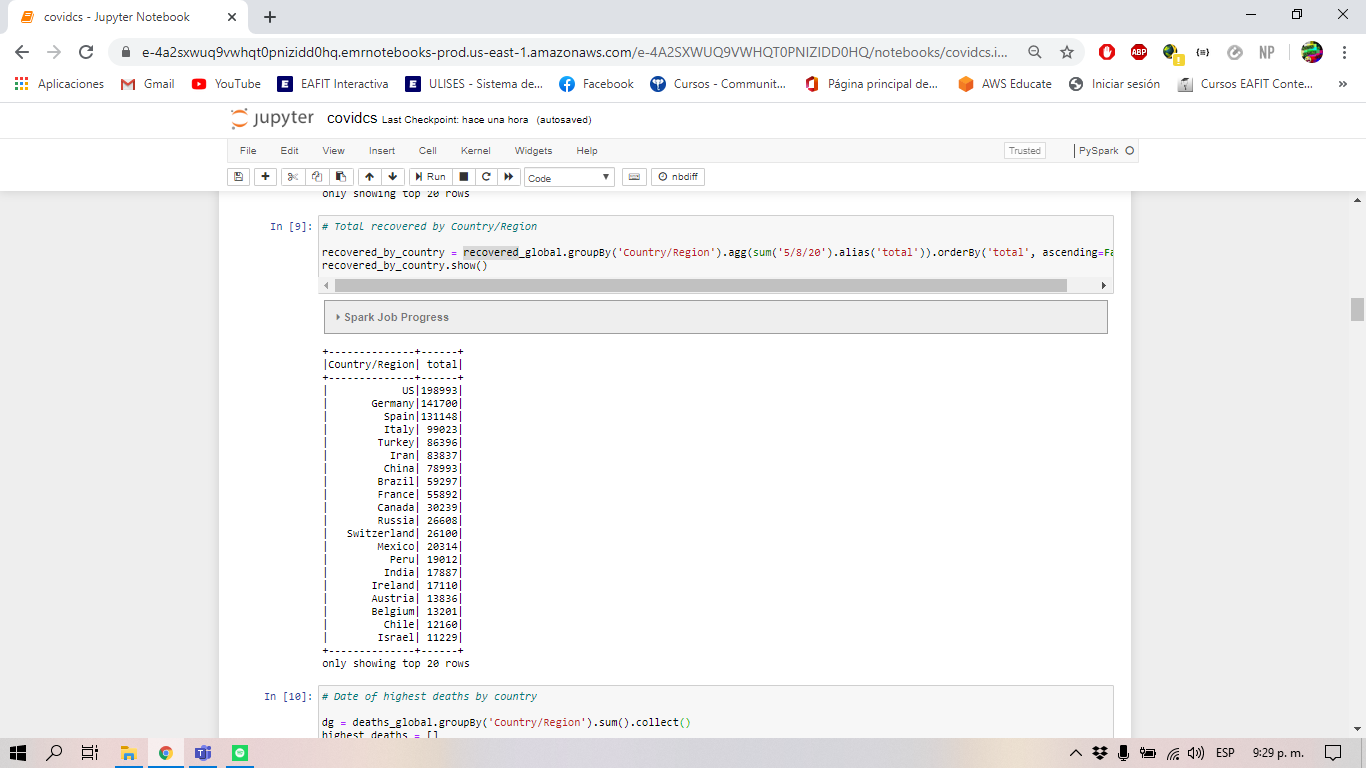 covidcs - Jupyter Notebook
e-4a2sxwuq9vwhqt0pnizidd0hq.emrnotebooks-prod.us-east-1.amazonaws.com/e-4A2SXWUQ9VWHQT0PNIZIDD0HQ/notebooks/covidcs.i...
ABP
NP
Aplicaciones Gmail YouTube EAFIT Interactiva ULISES - Sistema de... Facebook Cursos - Communit... Página principal de... AWS Educate Iniciar sesión Cursos EAFIT Conte... »
jupyter covidcs Last Checkpoint: hace una hora (autosaved)
File Edit View Insert Cell Kernel Widgets Help Trusted PySpark
Run Code nbdiff
only showing top 20 rows
In [9]: # Total recovered by Country/Region
recovered_by_country = recovered_global.groupBy('Country/Region').agg(sum('5/8/20').alias('total')).orderBy('total', ascending=Fa
recovered_by_country.show()
Spark Job Progress
+--------------+------+
|Country/Region| total|
+--------------+------+
| US|198993|
| Germany|141700|
| Spain|131148|
| Italy| 99023|
| Turkey| 86396|
| Iran| 83837|
| China| 78993|
| Brazil| 59297|
| France| 55892|
| Canada| 30239|
| Russia| 26608|
| Switzerland| 26100|
| Mexico| 20314|
| Peru| 19012|
| India| 17887|
| Ireland| 17110|
| Austria| 13836|
| Belgium| 13201|
| Chile| 12160|
| Israel| 11229|
+--------------+------+
only showing top 20 rows
In [10]: # Date of highest deaths by country
dg = deaths_global.groupBy('Country/Region').sum().collect()
highest_deaths = []
ESP 9:29 p. m.